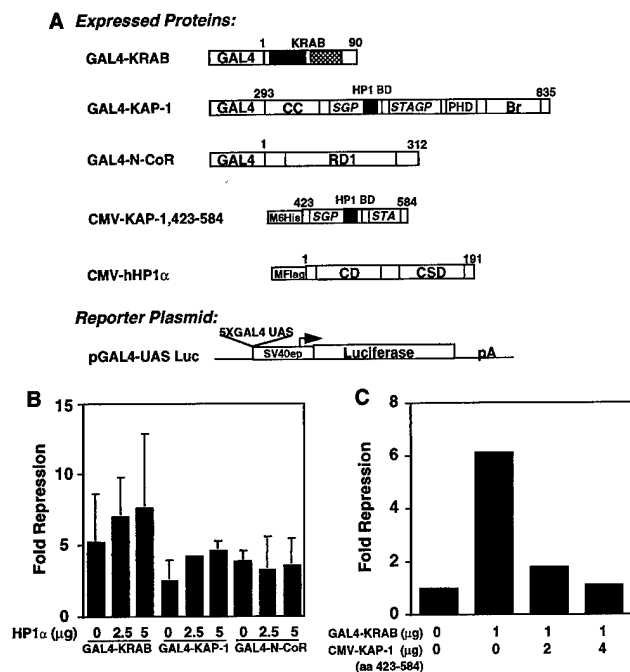 A Expressed Proteins:
1 KRAB 90
GAL4-KRAB GAL4
293 HP1 BD 835
GAL4-KAP-1 GAL4 CC SGP STAGP PHD Br
1 312
GAL4-N-CoR GAL4 RD1
423 HP1 BD 584
CMV-KAP-1,423-584 M6His SGP STA
1 191
CMV-hHP1α MFlag CD CSD
Reporter Plasmid:
5XGAL4 UAS
pGAL4-UAS Luc SV40ep Luciferase pA
B
15
10
5
0
Fold Repression
HP1α (μg) 0 2.5 5 0 2.5 5 0 2.5 5
GAL4-KRAB GAL4-KAP-1 GAL4-N-CoR
C
8
6
4
2
0
Fold Repression
GAL4-KRAB (μg) 0 1 1 1
CMV-KAP-1 (μg) 0 0 2 4
(aa 423-584)